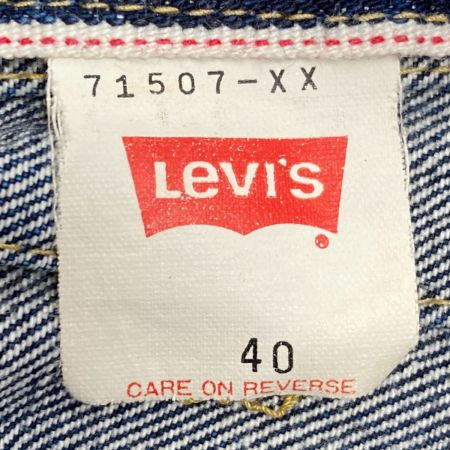 71507-XX
Levi's
®
40
CARE ON REVERSE